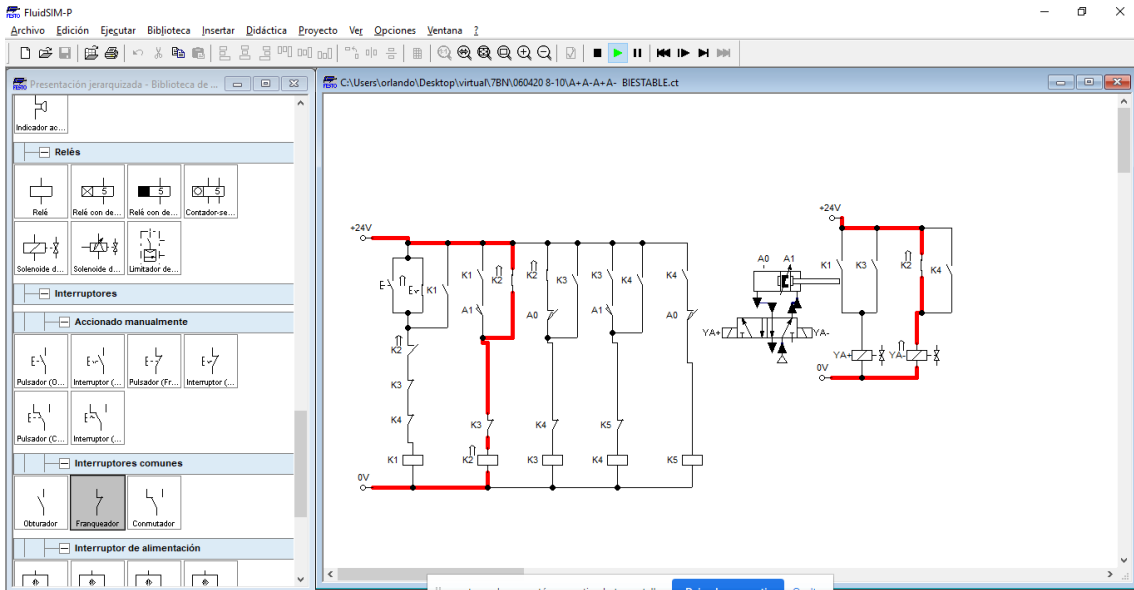 FluidSIM-P
Archivo Edición Ejecutar Biblioteca Insertar Didáctica Proyecto Ver Opciones Ventana ?
FESTO Presentación jerarquizada - Biblioteca de ...
Indicador ac...
Relés
Relé Relé con de... Relé con de... Contador-se...
Solenoide d... Solenoide d... Limitador de...
Interruptores
Accionado manualmente
Pulsador (O... Interruptor (... Pulsador (Fr... Interruptor (...
Pulsador (C... Interruptor (...
Interruptores comunes
Obturador Franqueador Conmutador
Interruptor de alimentación
FESTO C:\Users\orlando\Desktop\virtual\7BN\060420 8-10\A+A-A+A- BIESTABLE.ct
+24V
K1 K1 K2 K2 K3 K3 K4 K4
A1 A0 A1 A0
K2
K3
K4 K3 K4 K5
K1 K2 K3 K4 K5
0V
+24V
A0 A1 K1 K3 K2 K4
YA+ YA-
YA+ YA-
0V